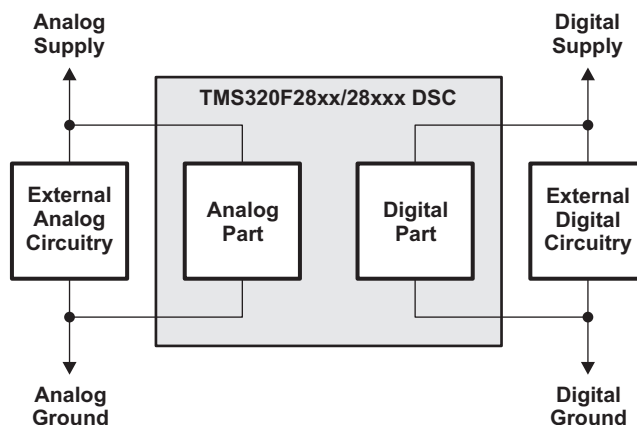 Analog
Supply
Digital
Supply
TMS320F28xx/28xxx DSC
External
Analog
Circuitry
Analog
Part
Digital
Part
External
Digital
Circuitry
Analog
Ground
Digital
Ground